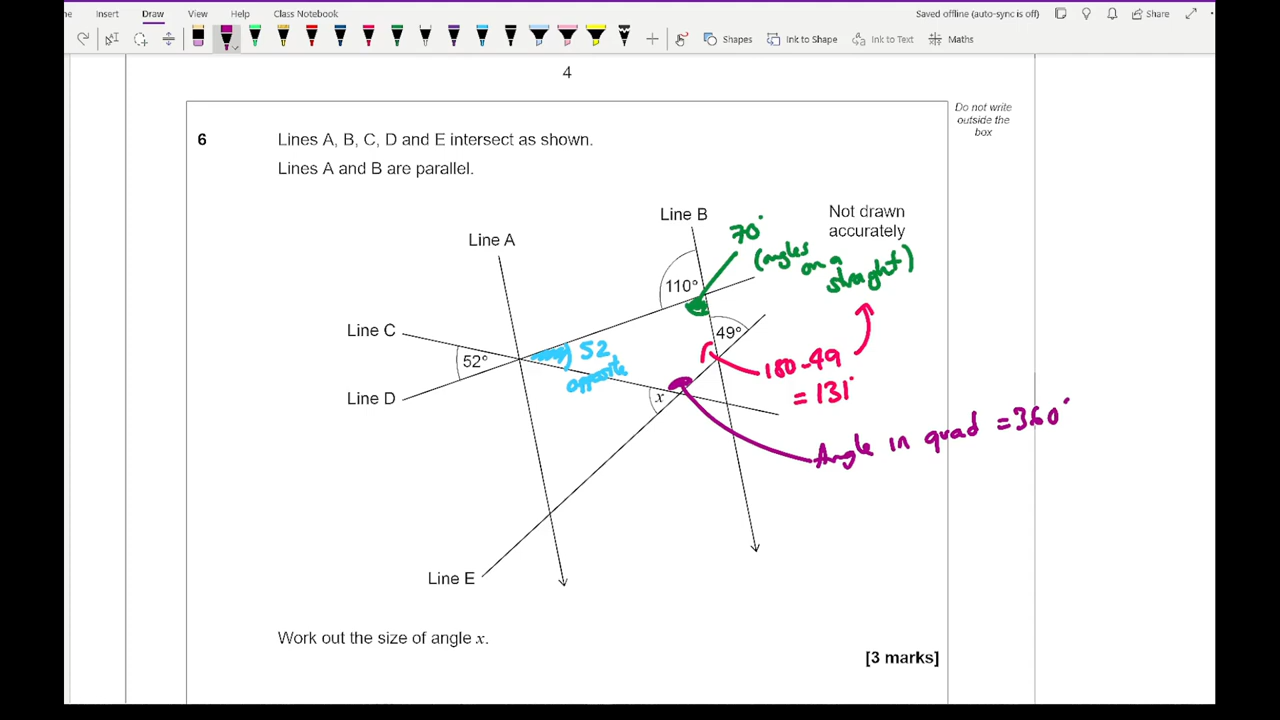 ne Insert Draw View Help Class Notebook Saved offline (auto-sync is off) Share
Shapes Ink to Shape Ink to Text Maths
4
Do not write
outside the
box
6 Lines A, B, C, D and E intersect as shown.
Lines A and B are parallel.
Not drawn
accurately
Line B
70°
(angles
on a
straight)
Line A
110°
Line C
49°
52°
52
opposite
180-49
= 131°
Line D
x
Angle in quad = 360°
Line E
Work out the size of angle x.
[3 marks]